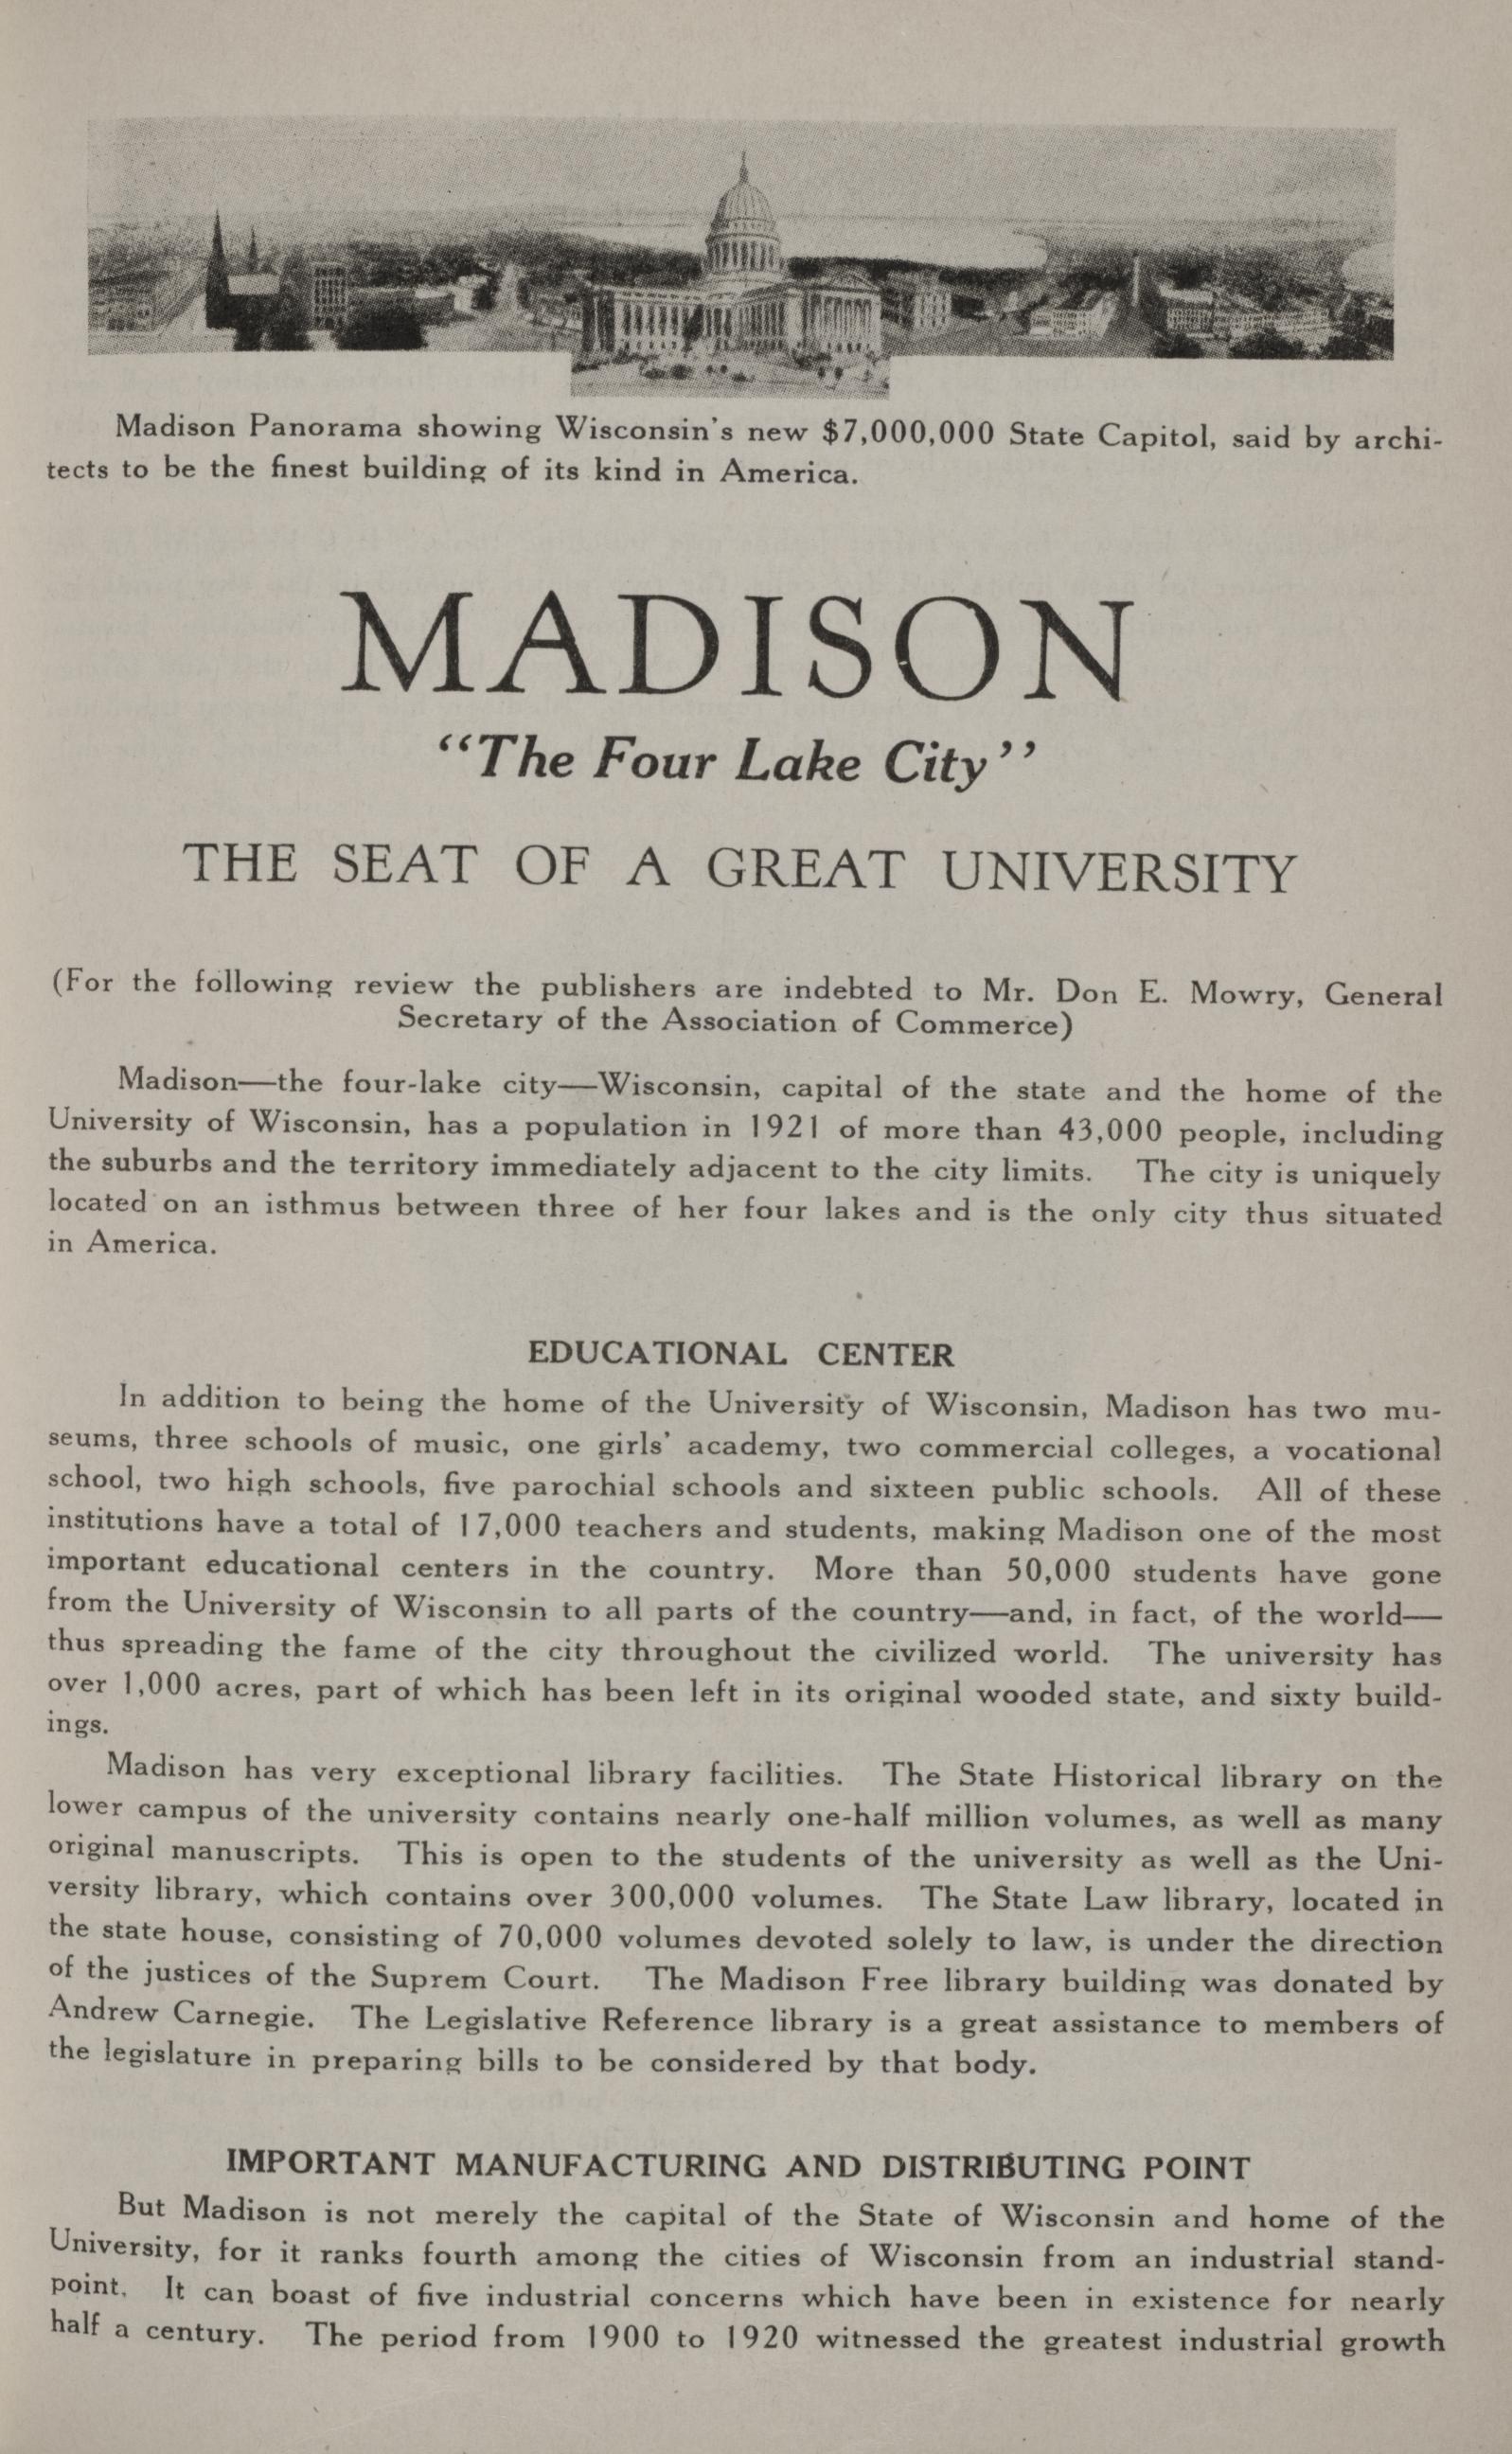 Madison Panorama showing Wisconsin's new $7,000,000 State Capitol, said by archi-
tects to be the finest building of its kind in America.
MADISON
"The Four Lake City"
THE SEAT OF A GREAT UNIVERSITY
(For the following review the publishers are indebted to Mr. Don E. Mowry, General
Secretary of the Association of Commerce)
Madison—the four-lake city—Wisconsin, capital of the state and the home of the
University of Wisconsin, has a population in 1921 of more than 43,000 people, including
the suburbs and the territory immediately adjacent to the city limits. The city is uniquely
located on an isthmus between three of her four lakes and is the only city thus situated
in America.
EDUCATIONAL CENTER
In addition to being the home of the University of Wisconsin, Madison has two mu-
seums, three schools of music, one girls' academy, two commercial colleges, a vocational
school, two high schools, five parochial schools and sixteen public schools. All of these
institutions have a total of 17,000 teachers and students, making Madison one of the most
important educational centers in the country. More than 50,000 students have gone
from the University of Wisconsin to all parts of the country—and, in fact, of the world—
thus spreading the fame of the city throughout the civilized world. The university has
over 1,000 acres, part of which has been left in its original wooded state, and sixty build-
ings.
Madison has very exceptional library facilities. The State Historical library on the
lower campus of the university contains nearly one-half million volumes, as well as many
original manuscripts. This is open to the students of the university as well as the Uni-
versity library, which contains over 300,000 volumes. The State Law library, located in
the state house, consisting of 70,000 volumes devoted solely to law, is under the direction
of the justices of the Suprem Court. The Madison Free library building was donated by
Andrew Carnegie. The Legislative Reference library is a great assistance to members of
the legislature in preparing bills to be considered by that body.
IMPORTANT MANUFACTURING AND DISTRIBUTING POINT
But Madison is not merely the capital of the State of Wisconsin and home of the
University, for it ranks fourth among the cities of Wisconsin from an industrial stand-
point. It can boast of five industrial concerns which have been in existence for nearly
half a century. The period from 1900 to 1920 witnessed the greatest industrial growth